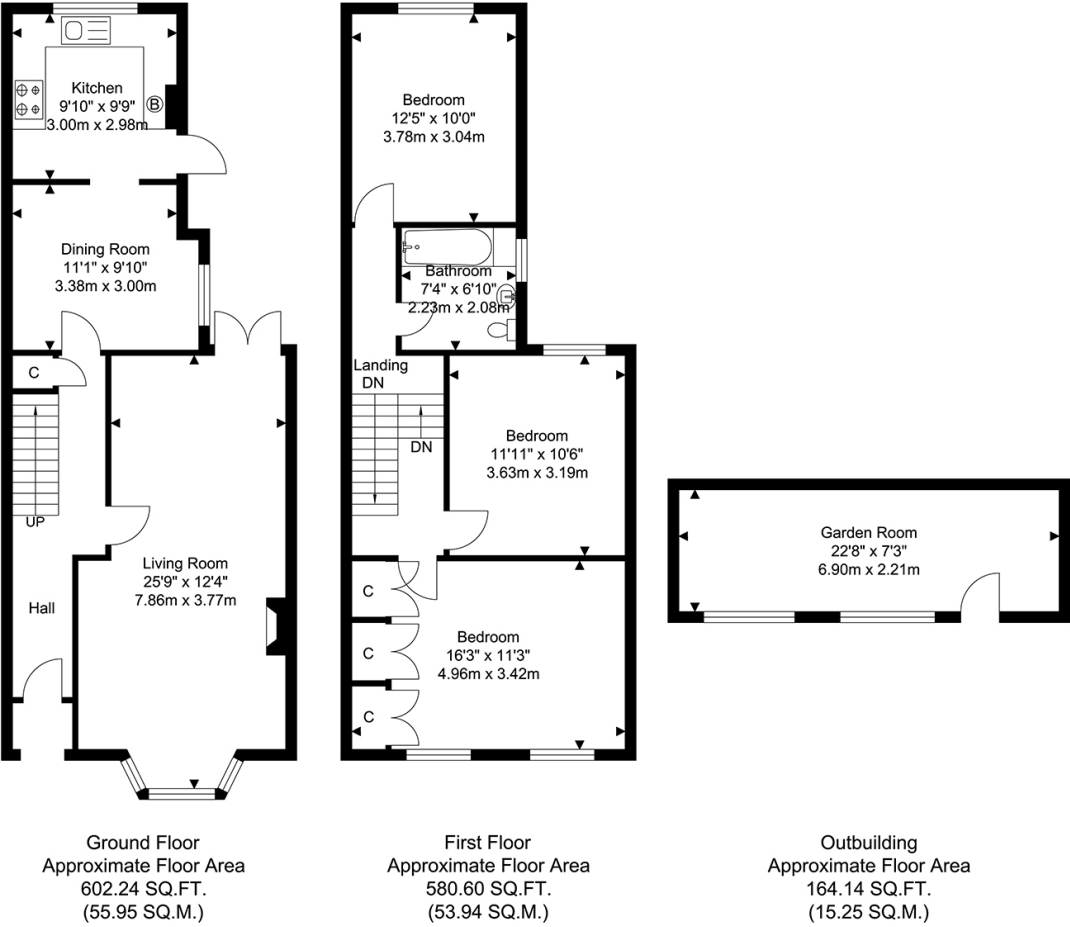 Kitchen
9'10" x 9'9"
3.00m x 2.98m
B
Dining Room
11'1" x 9'10"
3.38m x 3.00m
C
UP
Living Room
25'9" x 12'4"
7.86m x 3.77m
Hall
Ground Floor
Approximate Floor Area
602.24 SQ.FT.
(55.95 SQ.M.)
Bedroom
12'5" x 10'0"
3.78m x 3.04m
Bathroom
7'4" x 6'10"
2.23m x 2.08m
Landing
DN
DN
Bedroom
11'11" x 10'6"
3.63m x 3.19m
C
C
C
Bedroom
16'3" x 11'3"
4.96m x 3.42m
First Floor
Approximate Floor Area
580.60 SQ.FT.
(53.94 SQ.M.)
Garden Room
22'8" x 7'3"
6.90m x 2.21m
Outbuilding
Approximate Floor Area
164.14 SQ.FT.
(15.25 SQ.M.)